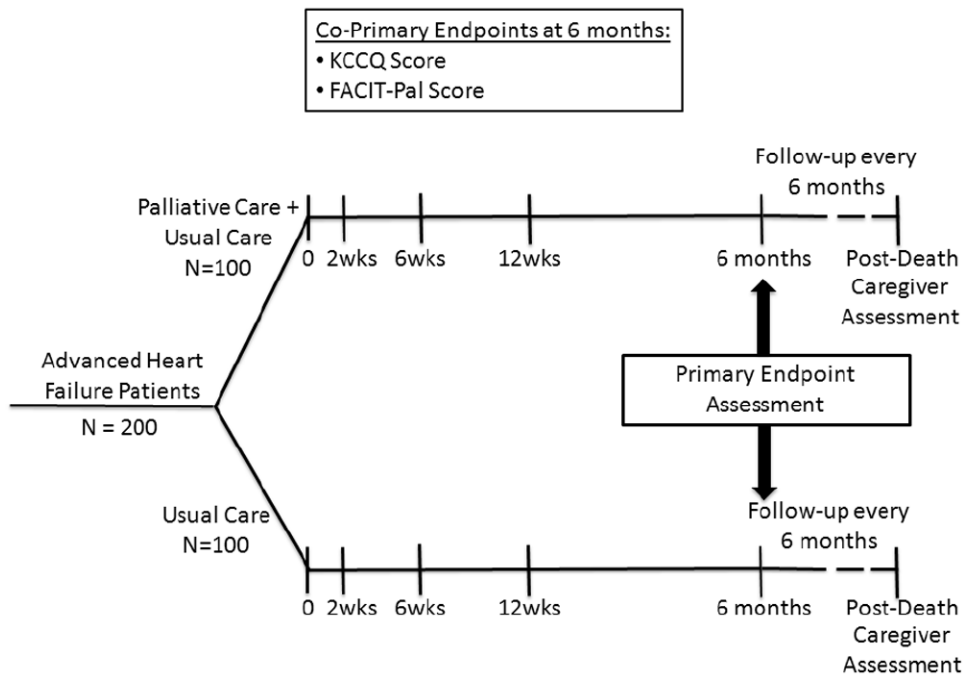 Co-Primary Endpoints at 6 months:
• KCCQ Score
• FACIT-Pal Score
Follow-up every
6 months
Palliative Care +
Usual Care
N=100
0 2wks 6wks 12wks 6 months Post-Death
Caregiver
Assessment
Advanced Heart
Failure Patients
N = 200
Primary Endpoint
Assessment
Usual Care
N=100
Follow-up every
6 months
0 2wks 6wks 12wks 6 months Post-Death
Caregiver
Assessment